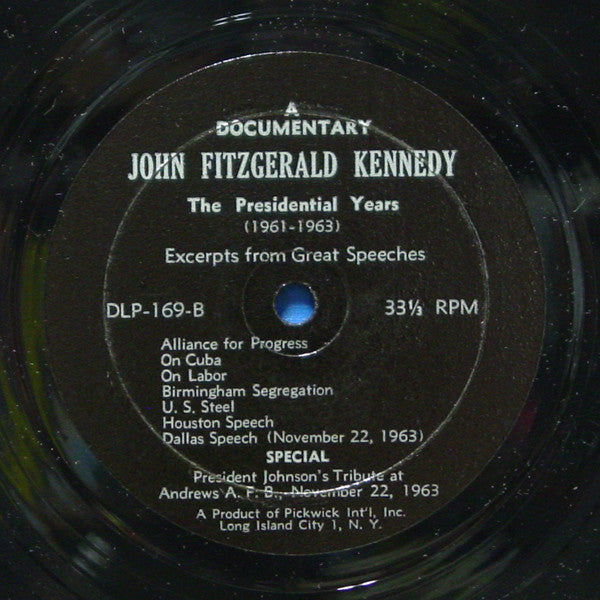 A
DOCUMENTARY
JOHN FITZGERALD KENNEDY
The Presidential Years
(1961-1963)
Excerpts from Great Speeches
DLP-169-B 33⅓ RPM
Alliance for Progress
On Cuba
On Labor
Birmingham Segregation
U. S. Steel
Houston Speech
Dallas Speech (November 22, 1963)
SPECIAL
President Johnson's Tribute at
Andrews A. F. B., November 22, 1963
A Product of Pickwick Int'l, Inc.
Long Island City 1, N. Y.